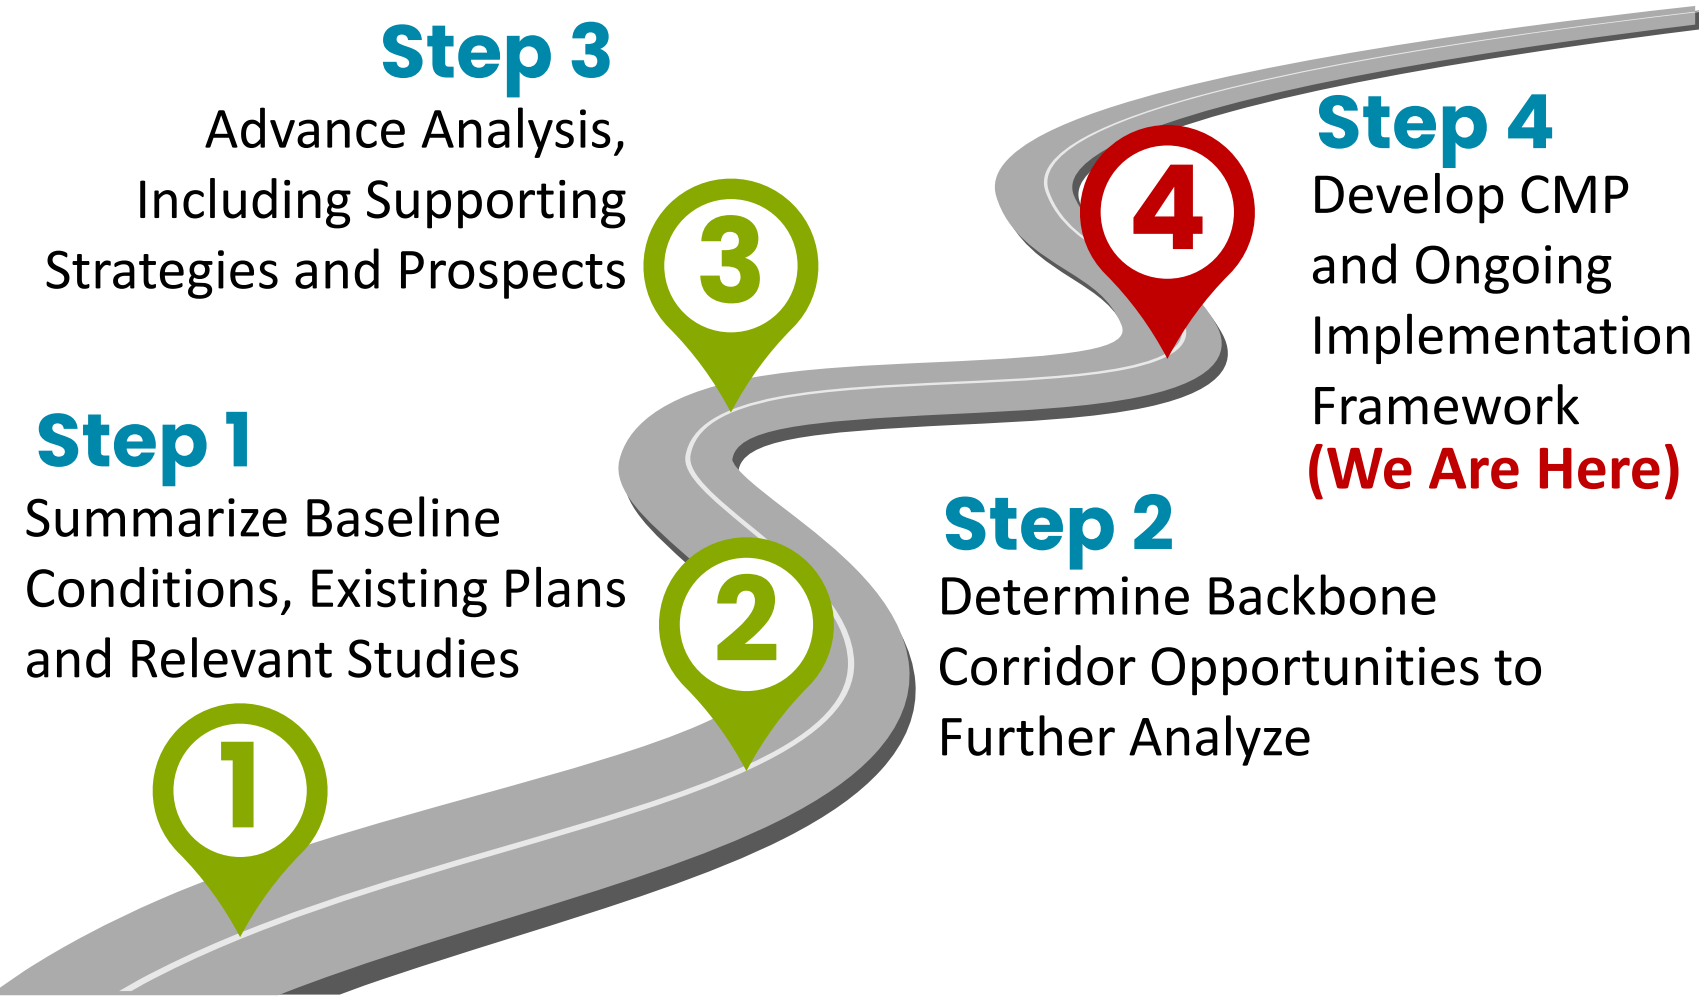 Step 3
Advance Analysis,
Including Supporting
Strategies and Prospects
3
Step 4
Develop CMP
and Ongoing
Implementation
Framework
(We Are Here)
4
Step 1
Summarize Baseline
Conditions, Existing Plans
and Relevant Studies
1
Step 2
Determine Backbone
Corridor Opportunities to
Further Analyze
2